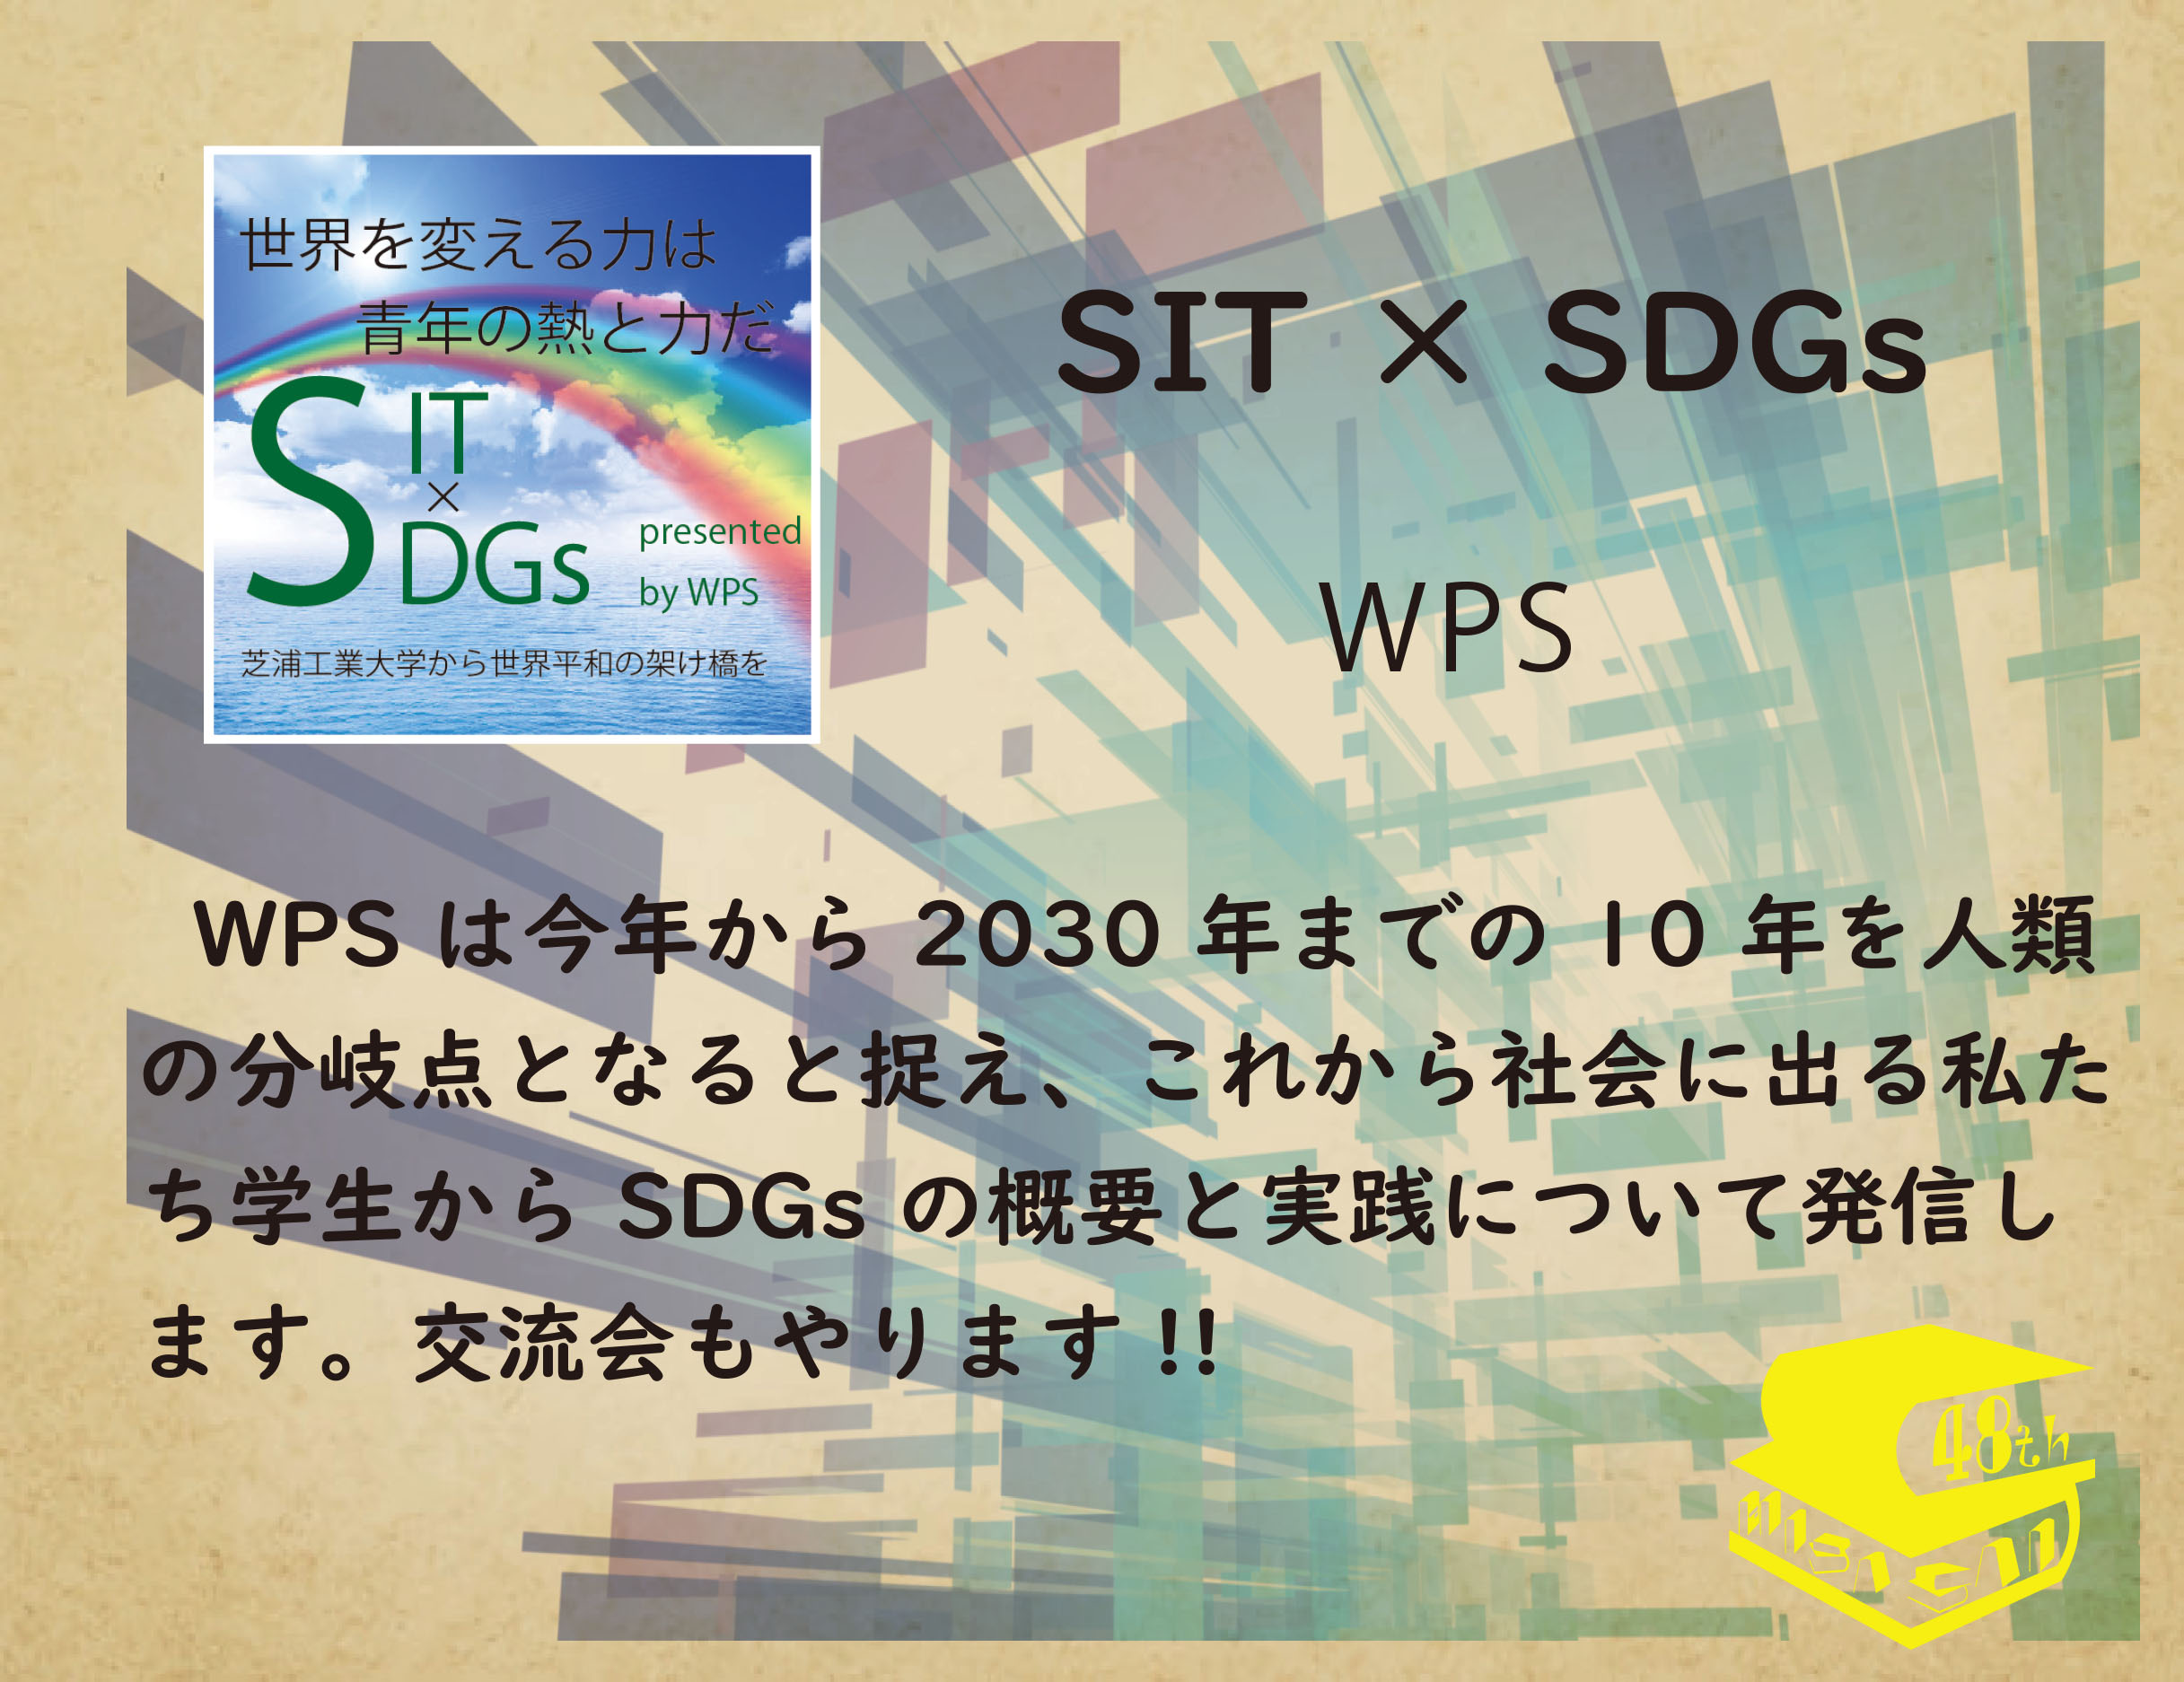 世界を変える力は
青年の熱と力だ
SIT
×
SDGs
presented
by WPS
芝浦工業大学から世界平和の架け橋を
SIT × SDGs
WPS
WPS は今年から 2030 年までの 10 年を人類
の分岐点となると捉え、これから社会に出る私た
ち学生から SDGs の概要と実践について発信し
ます。交流会もやります!!
48th